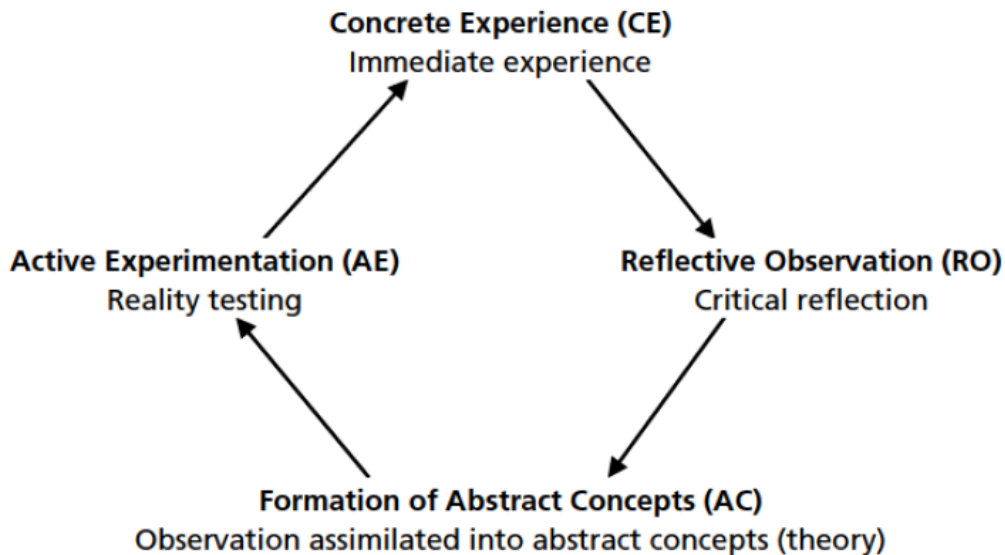 Concrete Experience (CE)
Immediate experience
Active Experimentation (AE)
Reality testing
Reflective Observation (RO)
Critical reflection
Formation of Abstract Concepts (AC)
Observation assimilated into abstract concepts (theory)